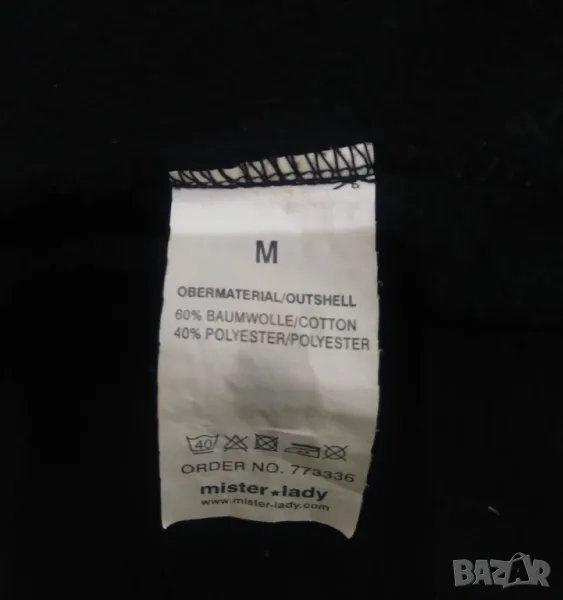 M
OBERMATERIAL/OUTSHELL
60% BAUMWOLLE/COTTON
40% POLYESTER/POLYESTER
40
ORDER NO. 773336
mister★lady
www.mister-lady.com
BAZAR